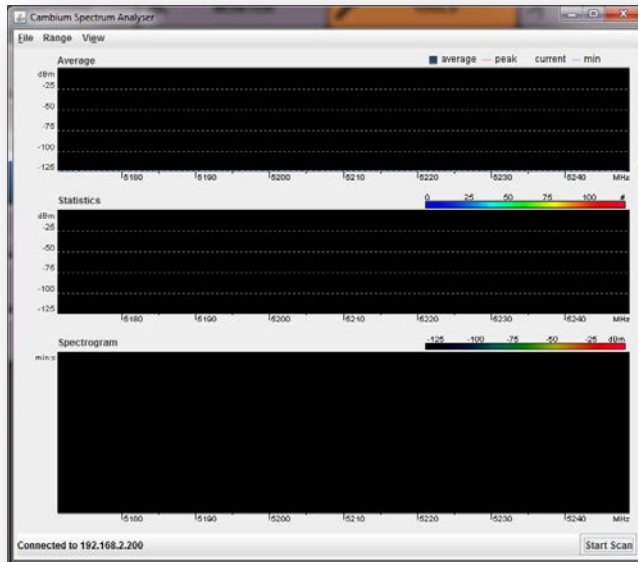 Cambium Spectrum Analyser
File Range View
Average
average peak current min
dBm
-25
-50
-75
-100
-125
5180 5190 5200 5210 5220 5230 5240 MHz
Statistics
0 25 50 75 100 #
dBm
-25
-50
-75
-100
-125
5180 5190 5200 5210 5220 5230 5240 MHz
Spectrogram
-125 -100 -75 -50 -25 dBm
min:s
5180 5190 5200 5210 5220 5230 5240 MHz
Connected to 192.168.2.200
Start Scan